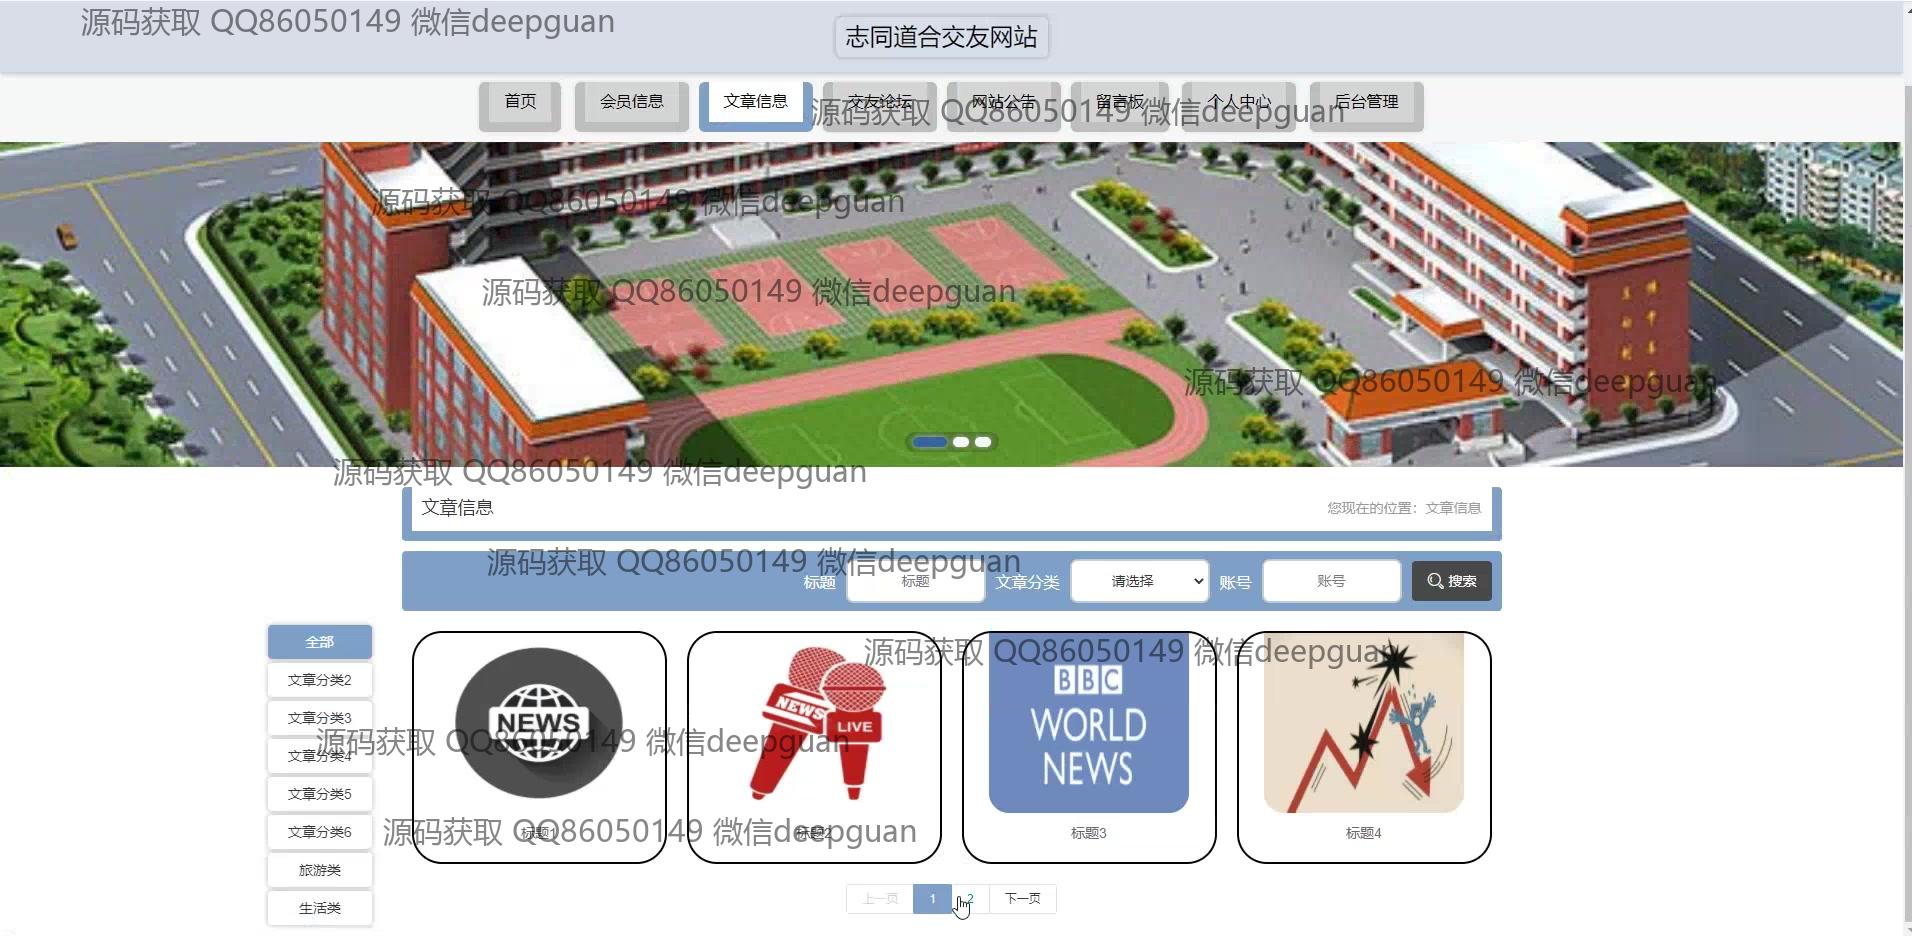 源码获取 QQ86050149 微信deepguan
志同道合交友网站
首页 会员信息 文章信息 交友论坛 网站公告 留言板 个人中心 后台管理
源码获取 QQ86050149 微信deepguan
源码获取 QQ86050149 微信deepguan
源码获取 QQ86050149 微信deepguan
源码获取 QQ86050149 微信deepguan
源码获取 QQ86050149 微信deepguan
文章信息 您现在的位置：文章信息
源码获取 QQ86050149 微信deepguan
标题 标题 文章分类 请选择 账号 账号 搜索
全部
文章分类2
文章分类3
文章分类4
文章分类5
文章分类6
旅游类
生活类
源码获取 QQ86050149 微信deepguan
NEWS
NEWS
LIVE
BBC
WORLD
NEWS
源码获取 QQ86050149 微信deepguan
源码获取 QQ86050149 微信deepguan
标题1 标题2 标题3 标题4
上一页 1 2 下一页